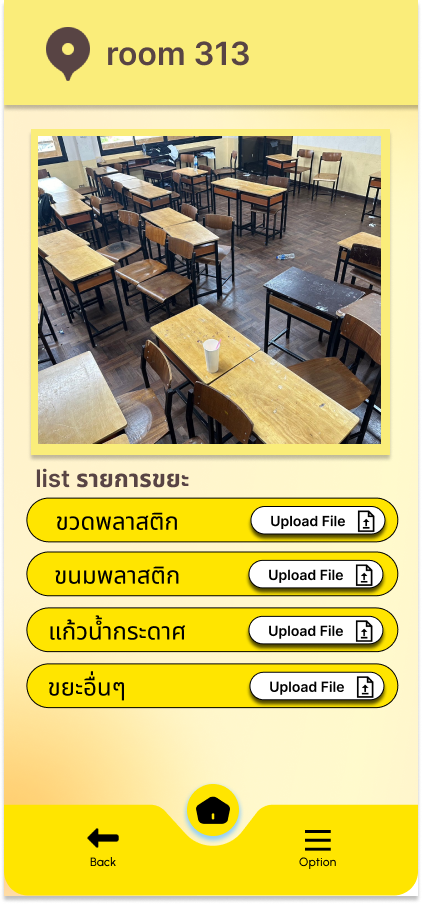 room 313
list รายการขยะ
ขวดพลาสติก Upload File
ขนมพลาสติก Upload File
แก้วน้ำกระดาศ Upload File
ขยะอื่นๆ Upload File
Back Option